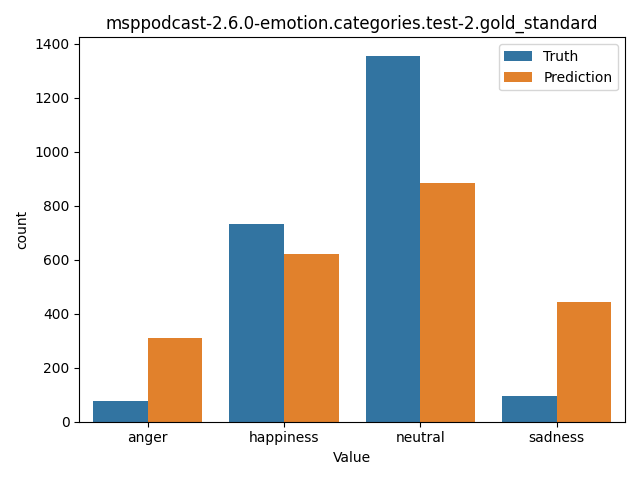 msppodcast-2.6.0-emotion.categories.test-2.gold_standard
Truth
Prediction
1400
1200
1000
800
600
400
200
0
count
anger happiness neutral sadness
Value